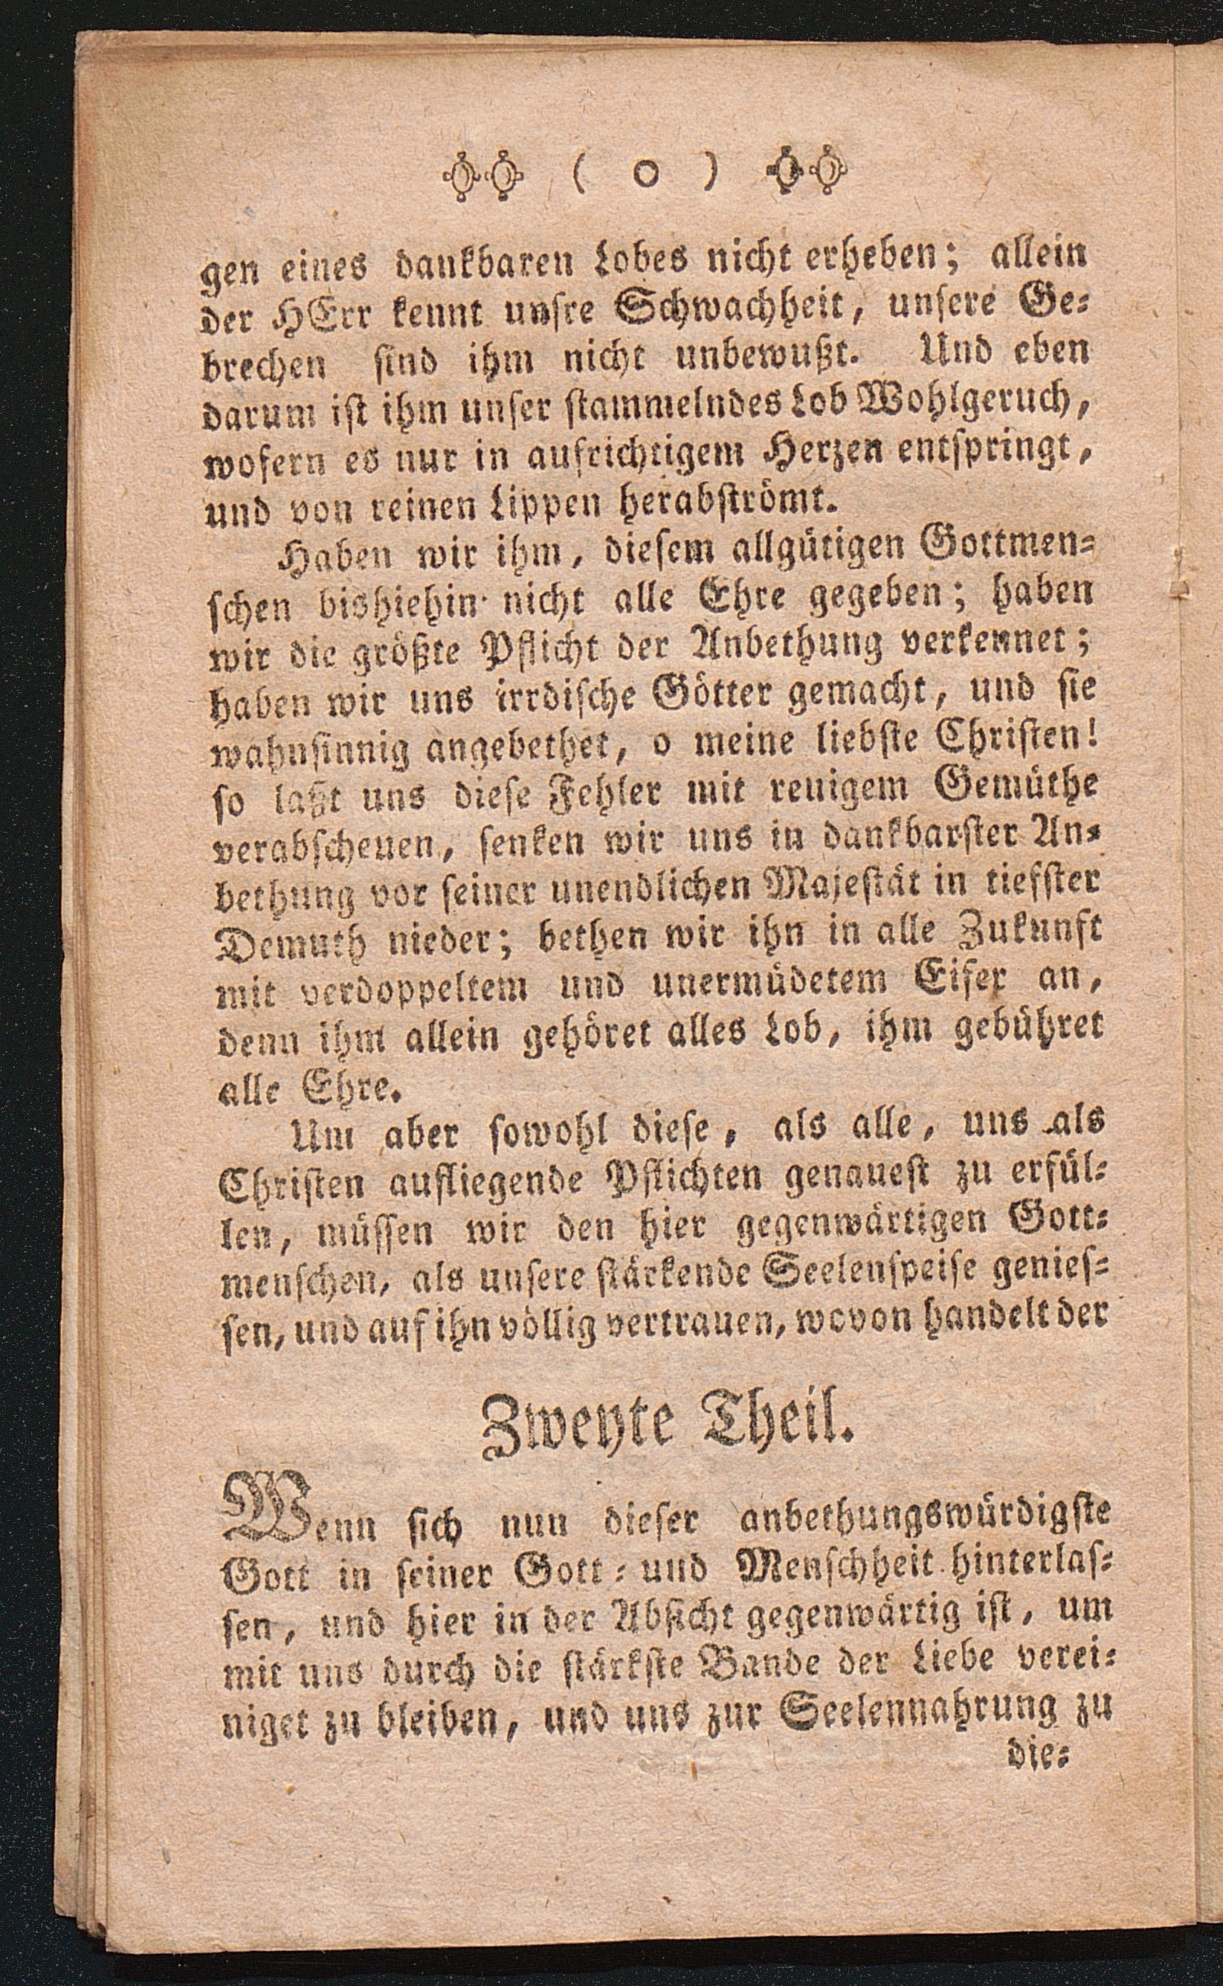 ( o )
gen eines dankbaren Lobes nicht erheben; allein
der HErr kennt unsre Schwachheit, unsere Ge-
brechen sind ihm nicht unbewußt. Und eben
darum ist ihm unser stammelndes Lob Wohlgeruch,
wofern es nur in aufrichtigem Herzen entspringt,
und von reinen Lippen herabströmt.
Haben wir ihm, diesem allgütigen Gottmen-
schen bishiehin nicht alle Ehre gegeben; haben
wir die größte Pflicht der Anbethung verkennet;
haben wir uns irrdische Götter gemacht, und sie
wahnsinnig angebethet, o meine liebste Christen!
so laßt uns diese Fehler mit reuigem Gemüthe
verabscheuen, senken wir uns in dankbarster An-
bethung vor seiner unendlichen Majestät in tiefster
Demuth nieder; bethen wir ihn in alle Zukunft
mit verdoppeltem und unermüdetem Eifer an,
denn ihm allein gehöret alles Lob, ihm gebühret
alle Ehre.
Um aber sowohl diese, als alle, uns als
Christen aufliegende Pflichten genauest zu erfül-
len, müssen wir den hier gegenwärtigen Gott-
menschen, als unsere stärkende Seelenspeise genies-
sen, und auf ihn völlig vertrauen, wovon handelt der
Zweyte Theil.
Wenn sich nun dieser anbethungswürdigste
Gott in seiner Gott- und Menschheit hinterlas-
sen, und hier in der Absicht gegenwärtig ist, um
mit uns durch die stärkste Bande der Liebe verei-
niget zu bleiben, und uns zur Seelennahrung zu
die-